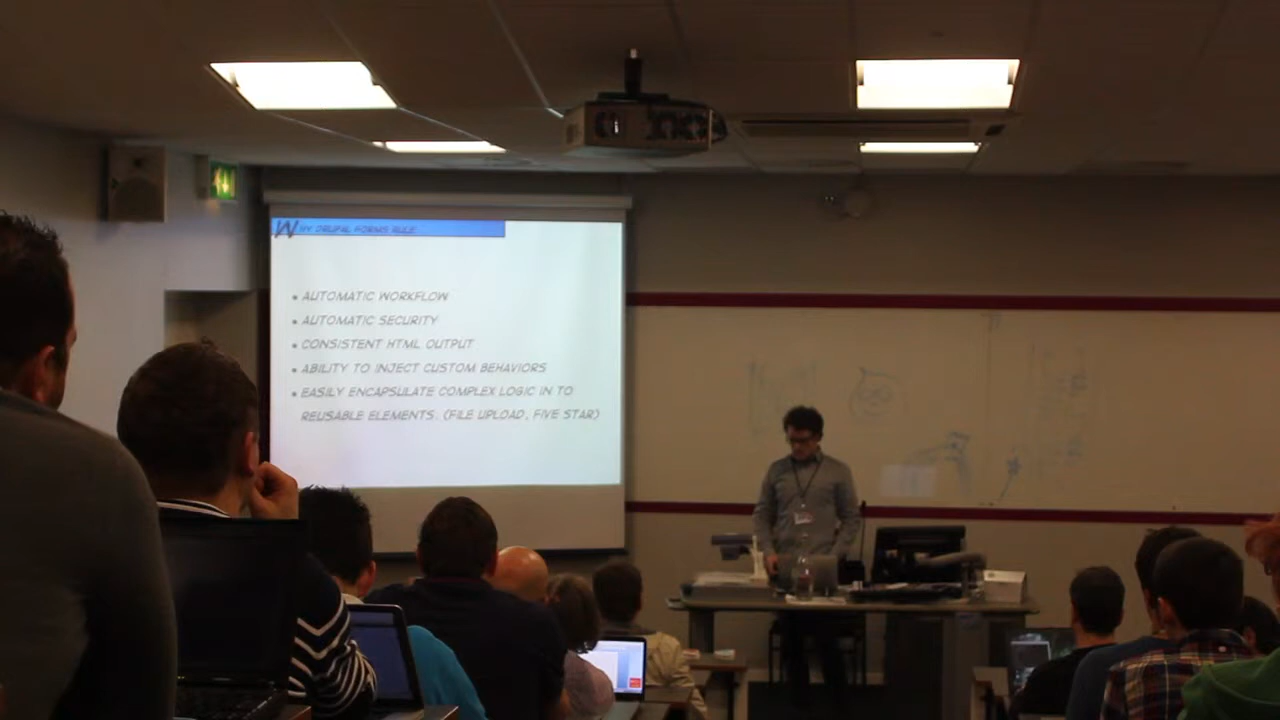 WHY DRUPAL FORMS RULE
• AUTOMATIC WORKFLOW
• AUTOMATIC SECURITY
• CONSISTENT HTML OUTPUT
• ABILITY TO INJECT CUSTOM BEHAVIORS
• EASILY ENCAPSULATE COMPLEX LOGIC IN TO
REUSABLE ELEMENTS. (FILE UPLOAD, FIVE STAR)